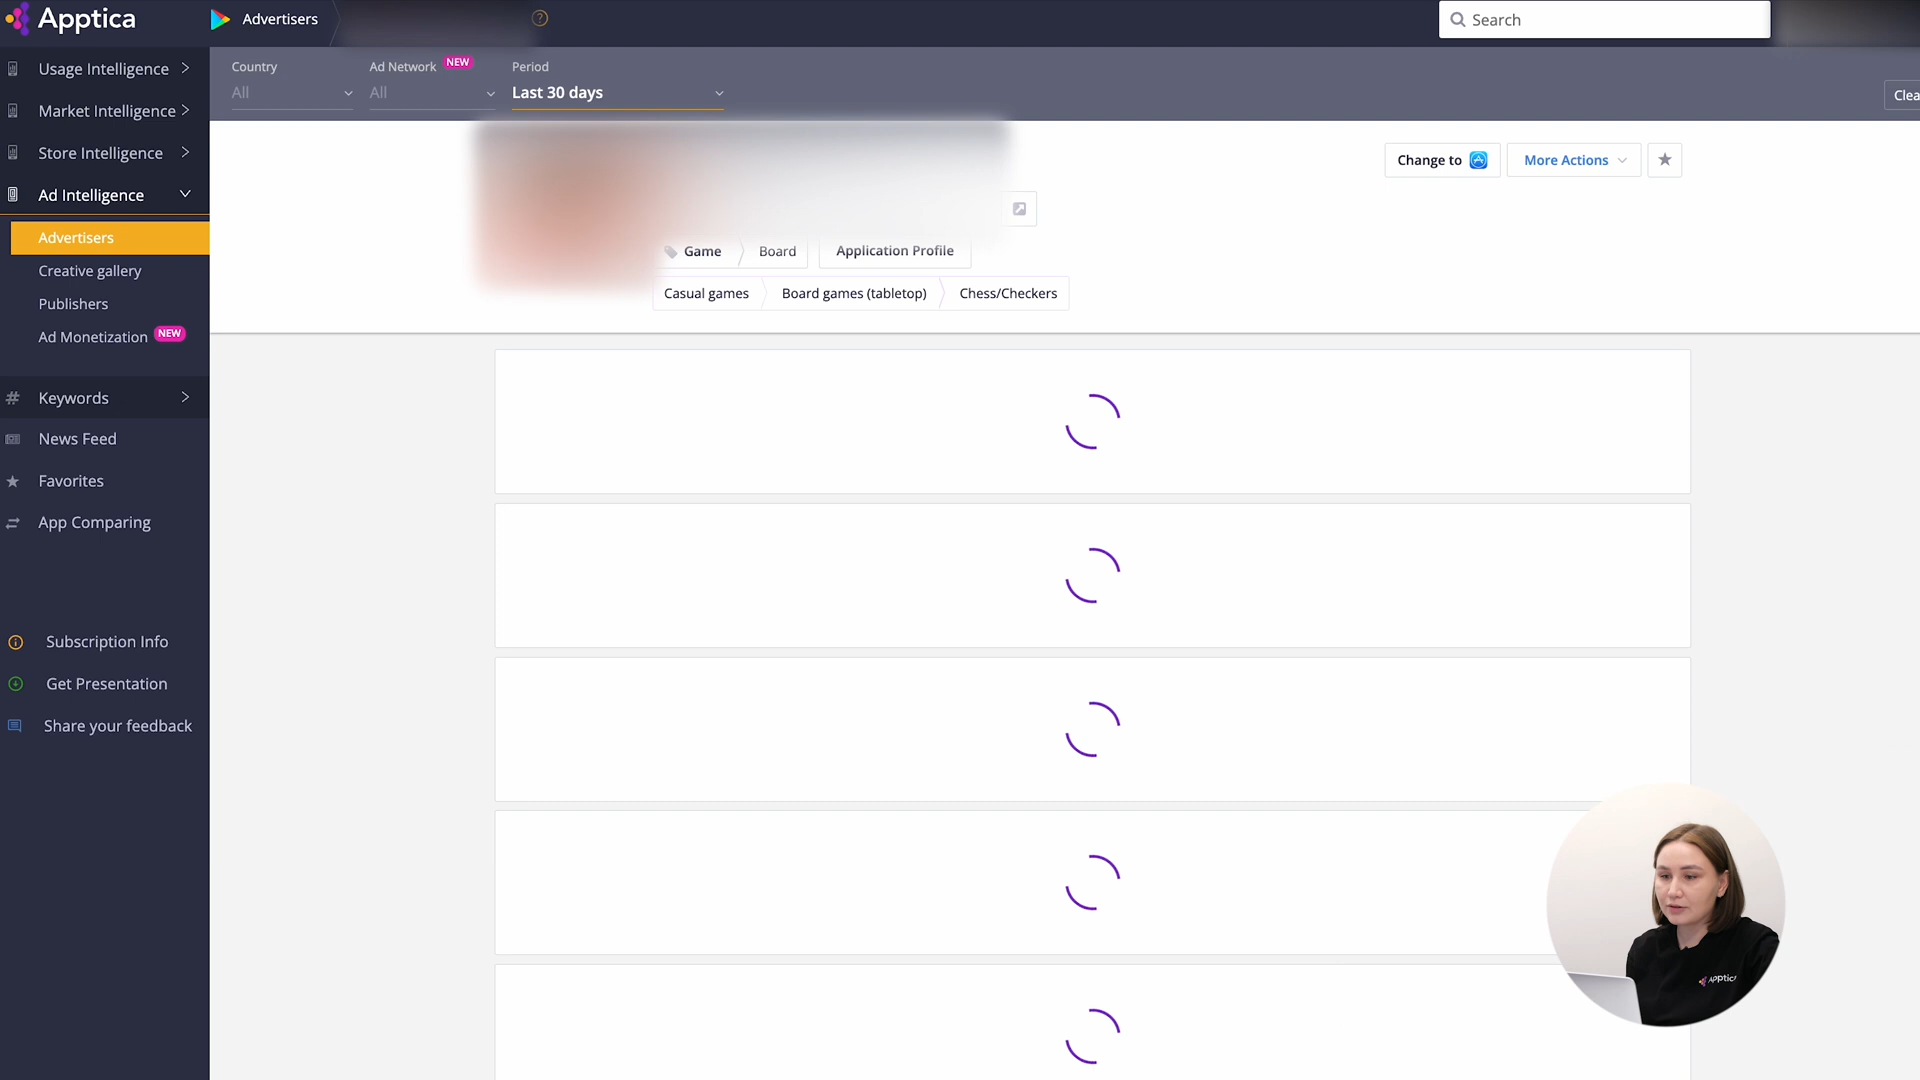 Apptica
Advertisers
?
Search
Usage Intelligence
Market Intelligence
Store Intelligence
Ad Intelligence
Advertisers
Creative gallery
Publishers
Ad Monetization NEW
Keywords
News Feed
Favorites
App Comparing
Subscription Info
Get Presentation
Share your feedback
Country
All
Ad Network NEW
All
Period
Last 30 days
Clea
Change to
More Actions
Game
Board
Application Profile
Casual games
Board games (tabletop)
Chess/Checkers
Apptica